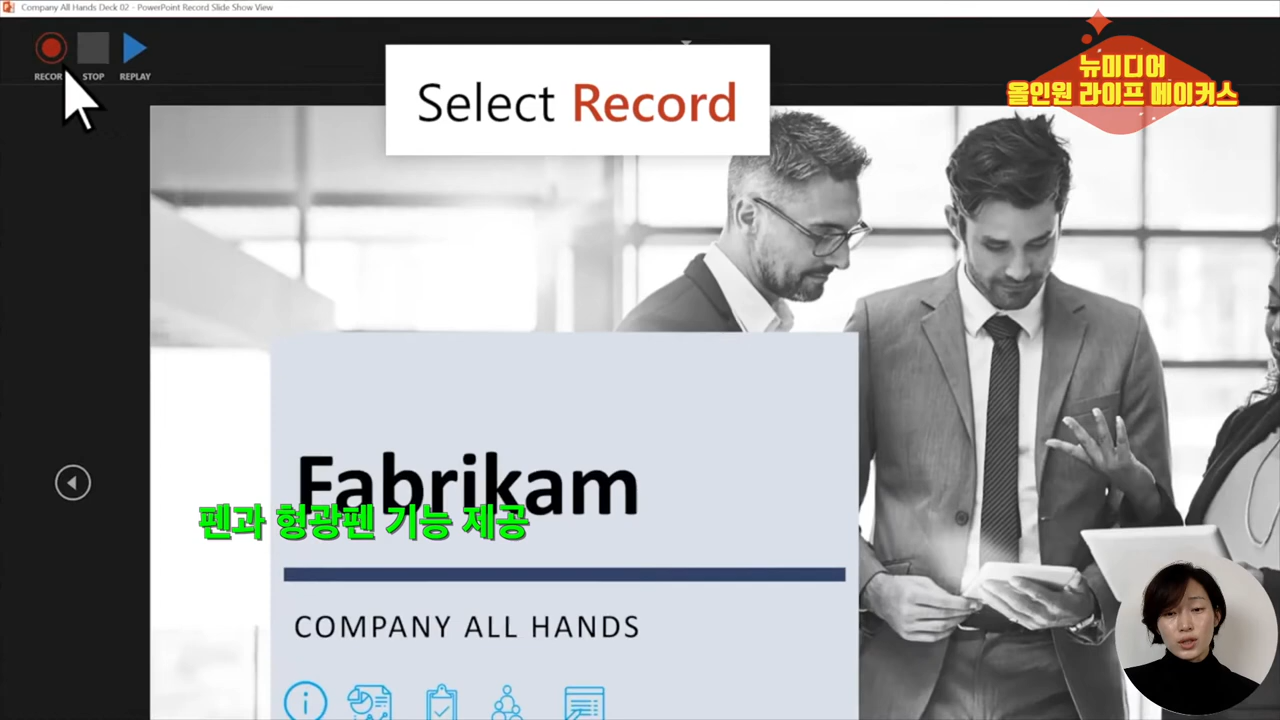 Company All Hands Deck 02 - PowerPoint Record Slide Show View
RECOR
STOP
REPLAY
Select Record
뉴미디어
올인원 라이프 메이커스
Fabrikam
펜과 형광펜 기능 제공
COMPANY ALL HANDS